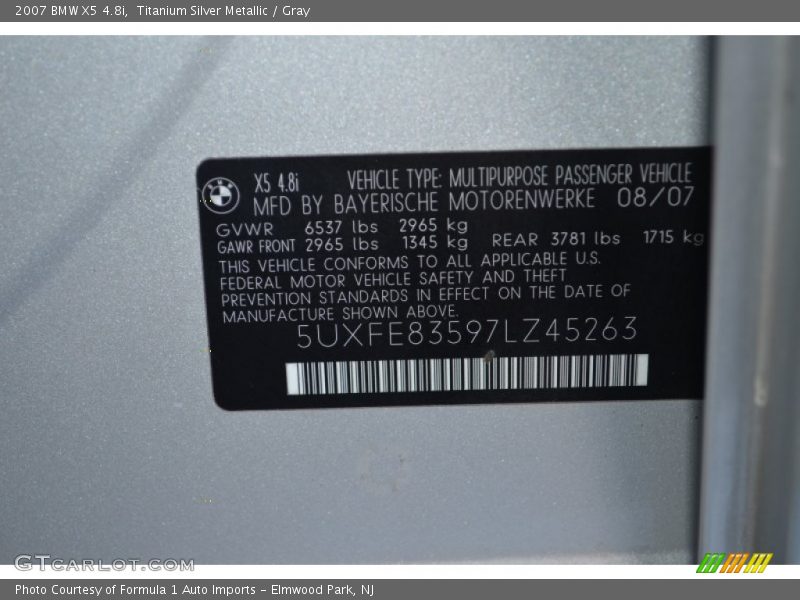 2007 BMW X5 4.8i, Titanium Silver Metallic / Gray
X5 4.8i VEHICLE TYPE: MULTIPURPOSE PASSENGER VEHICLE
MFD BY BAYERISCHE MOTORENWERKE 08/07
GVWR 6537 lbs 2965 kg
GAWR FRONT 2965 lbs 1345 kg REAR 3781 lbs 1715 kg
THIS VEHICLE CONFORMS TO ALL APPLICABLE U.S.
FEDERAL MOTOR VEHICLE SAFETY AND THEFT
PREVENTION STANDARDS IN EFFECT ON THE DATE OF
MANUFACTURE SHOWN ABOVE.
5UXFE83597LZ45263
GTCARLOT.COM
Photo Courtesy of Formula 1 Auto Imports – Elmwood Park, NJ